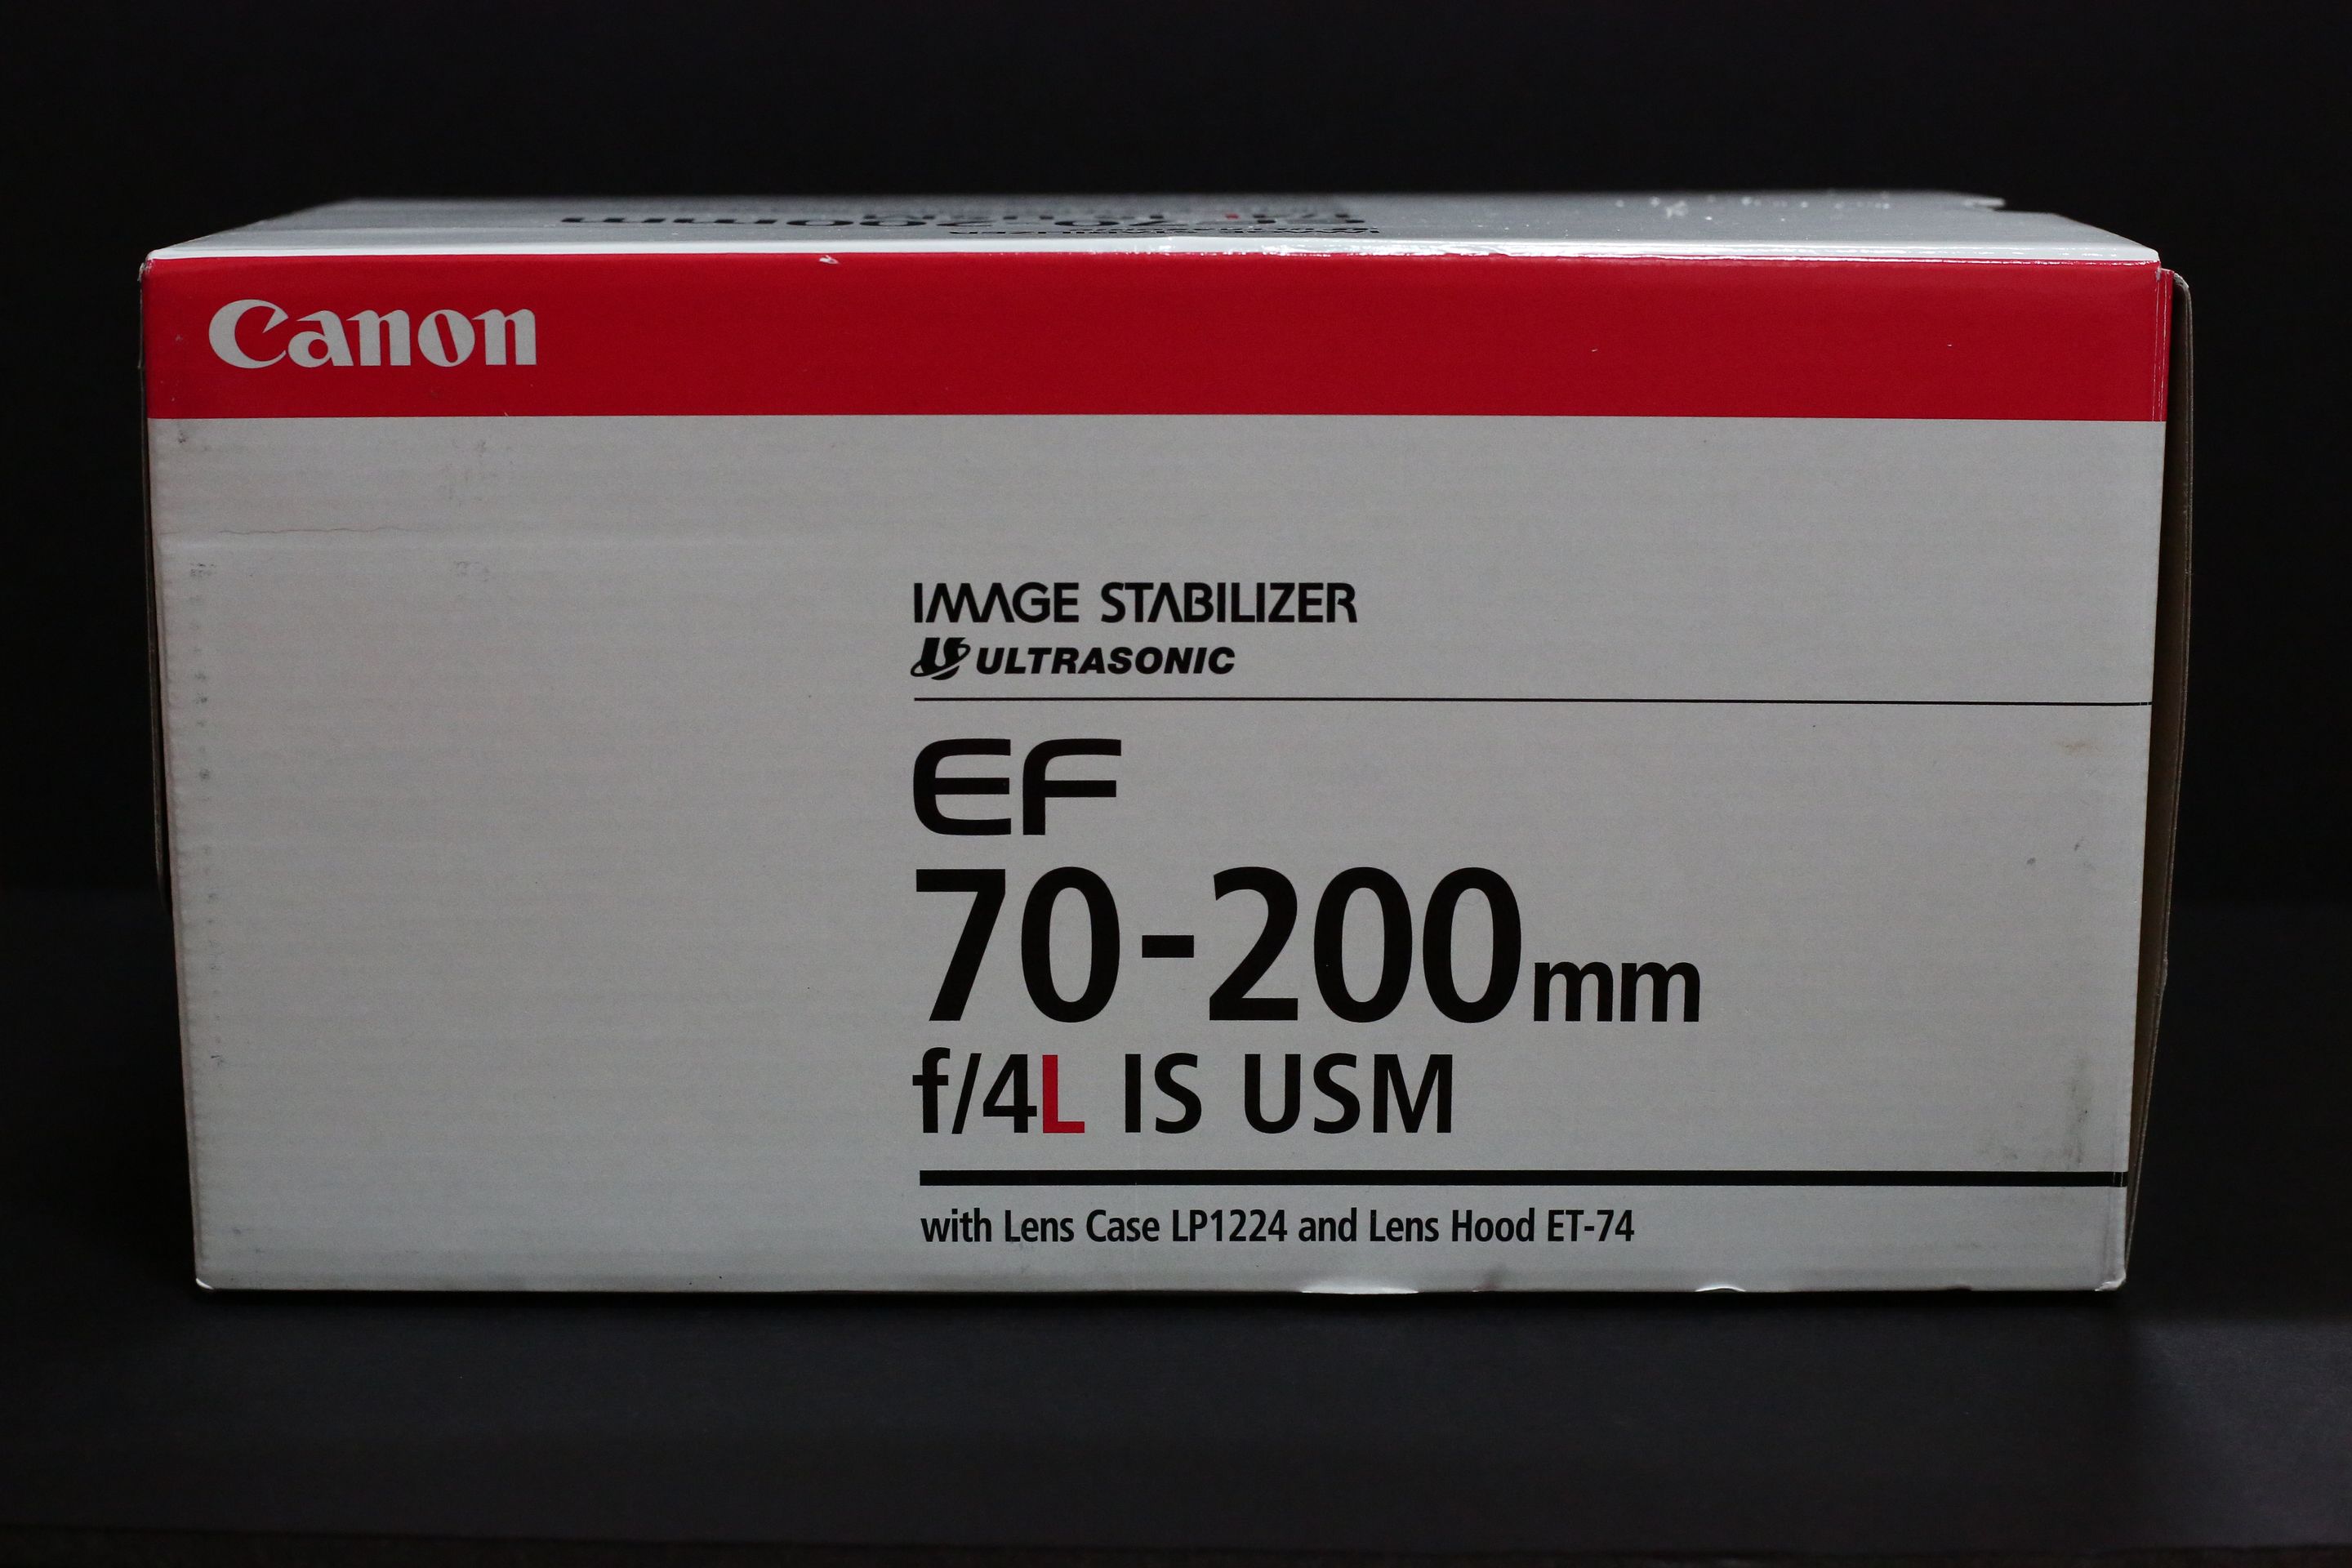 Canon
IMAGE STABILIZER
ULTRASONIC
EF
70-200mm
f/4L IS USM
with Lens Case LP1224 and Lens Hood ET-74